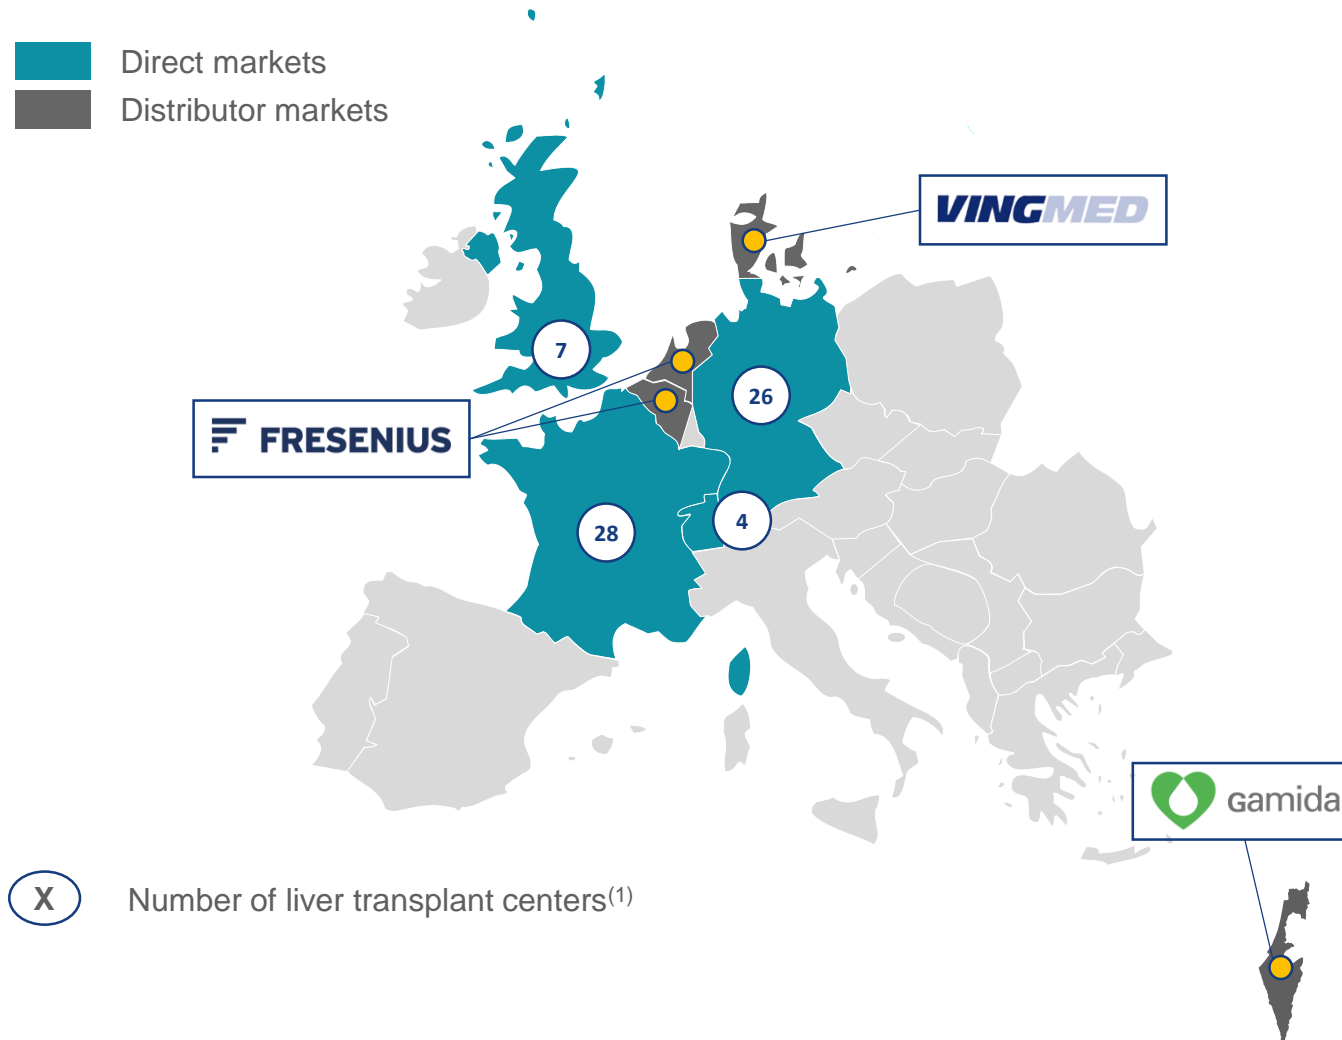 Direct markets
Distributor markets
VINGMED
7
26
FRESENIUS
4
28
gamida
X
Number of liver transplant centers(1)